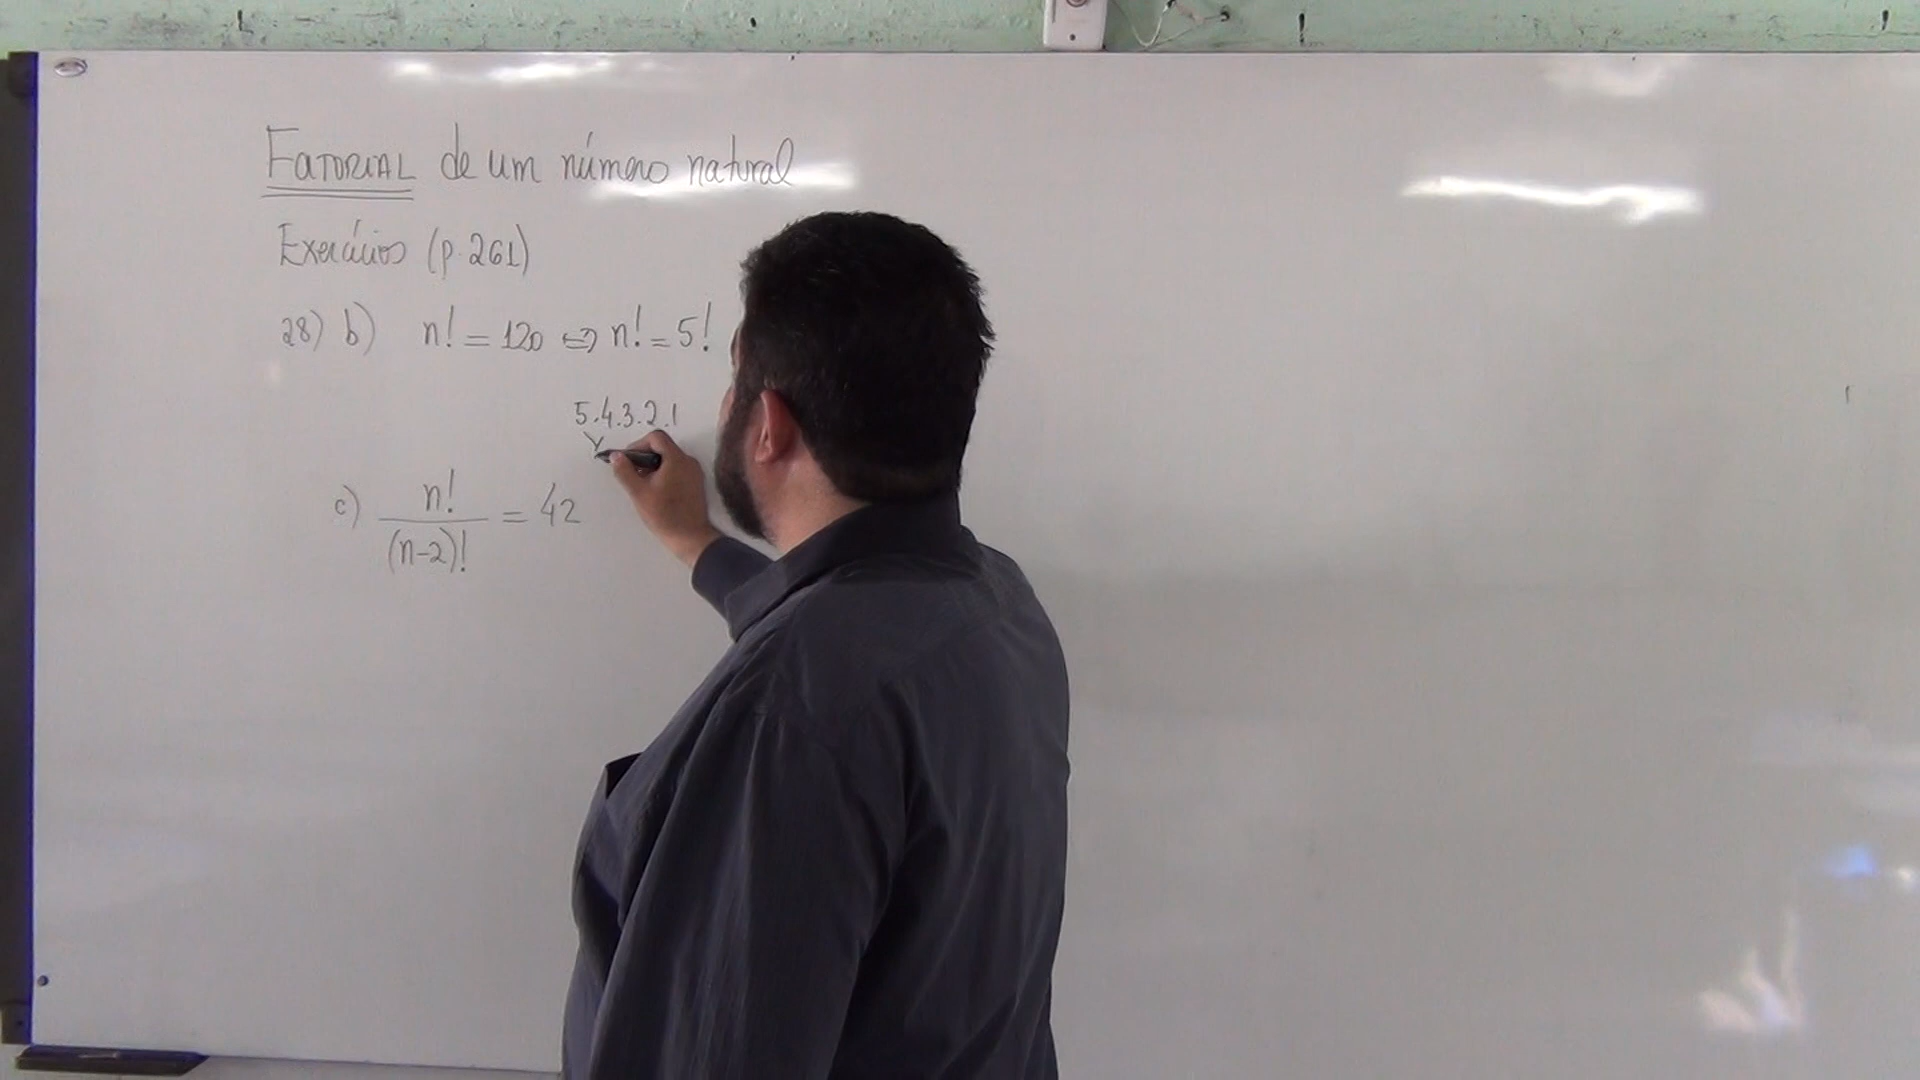 FATORIAL de um número natural
Exercícios (p. 261)
28) b) n! = 120 ⇔ n! = 5!
5.4.3.2.1
c) n!/(n-2)! = 42